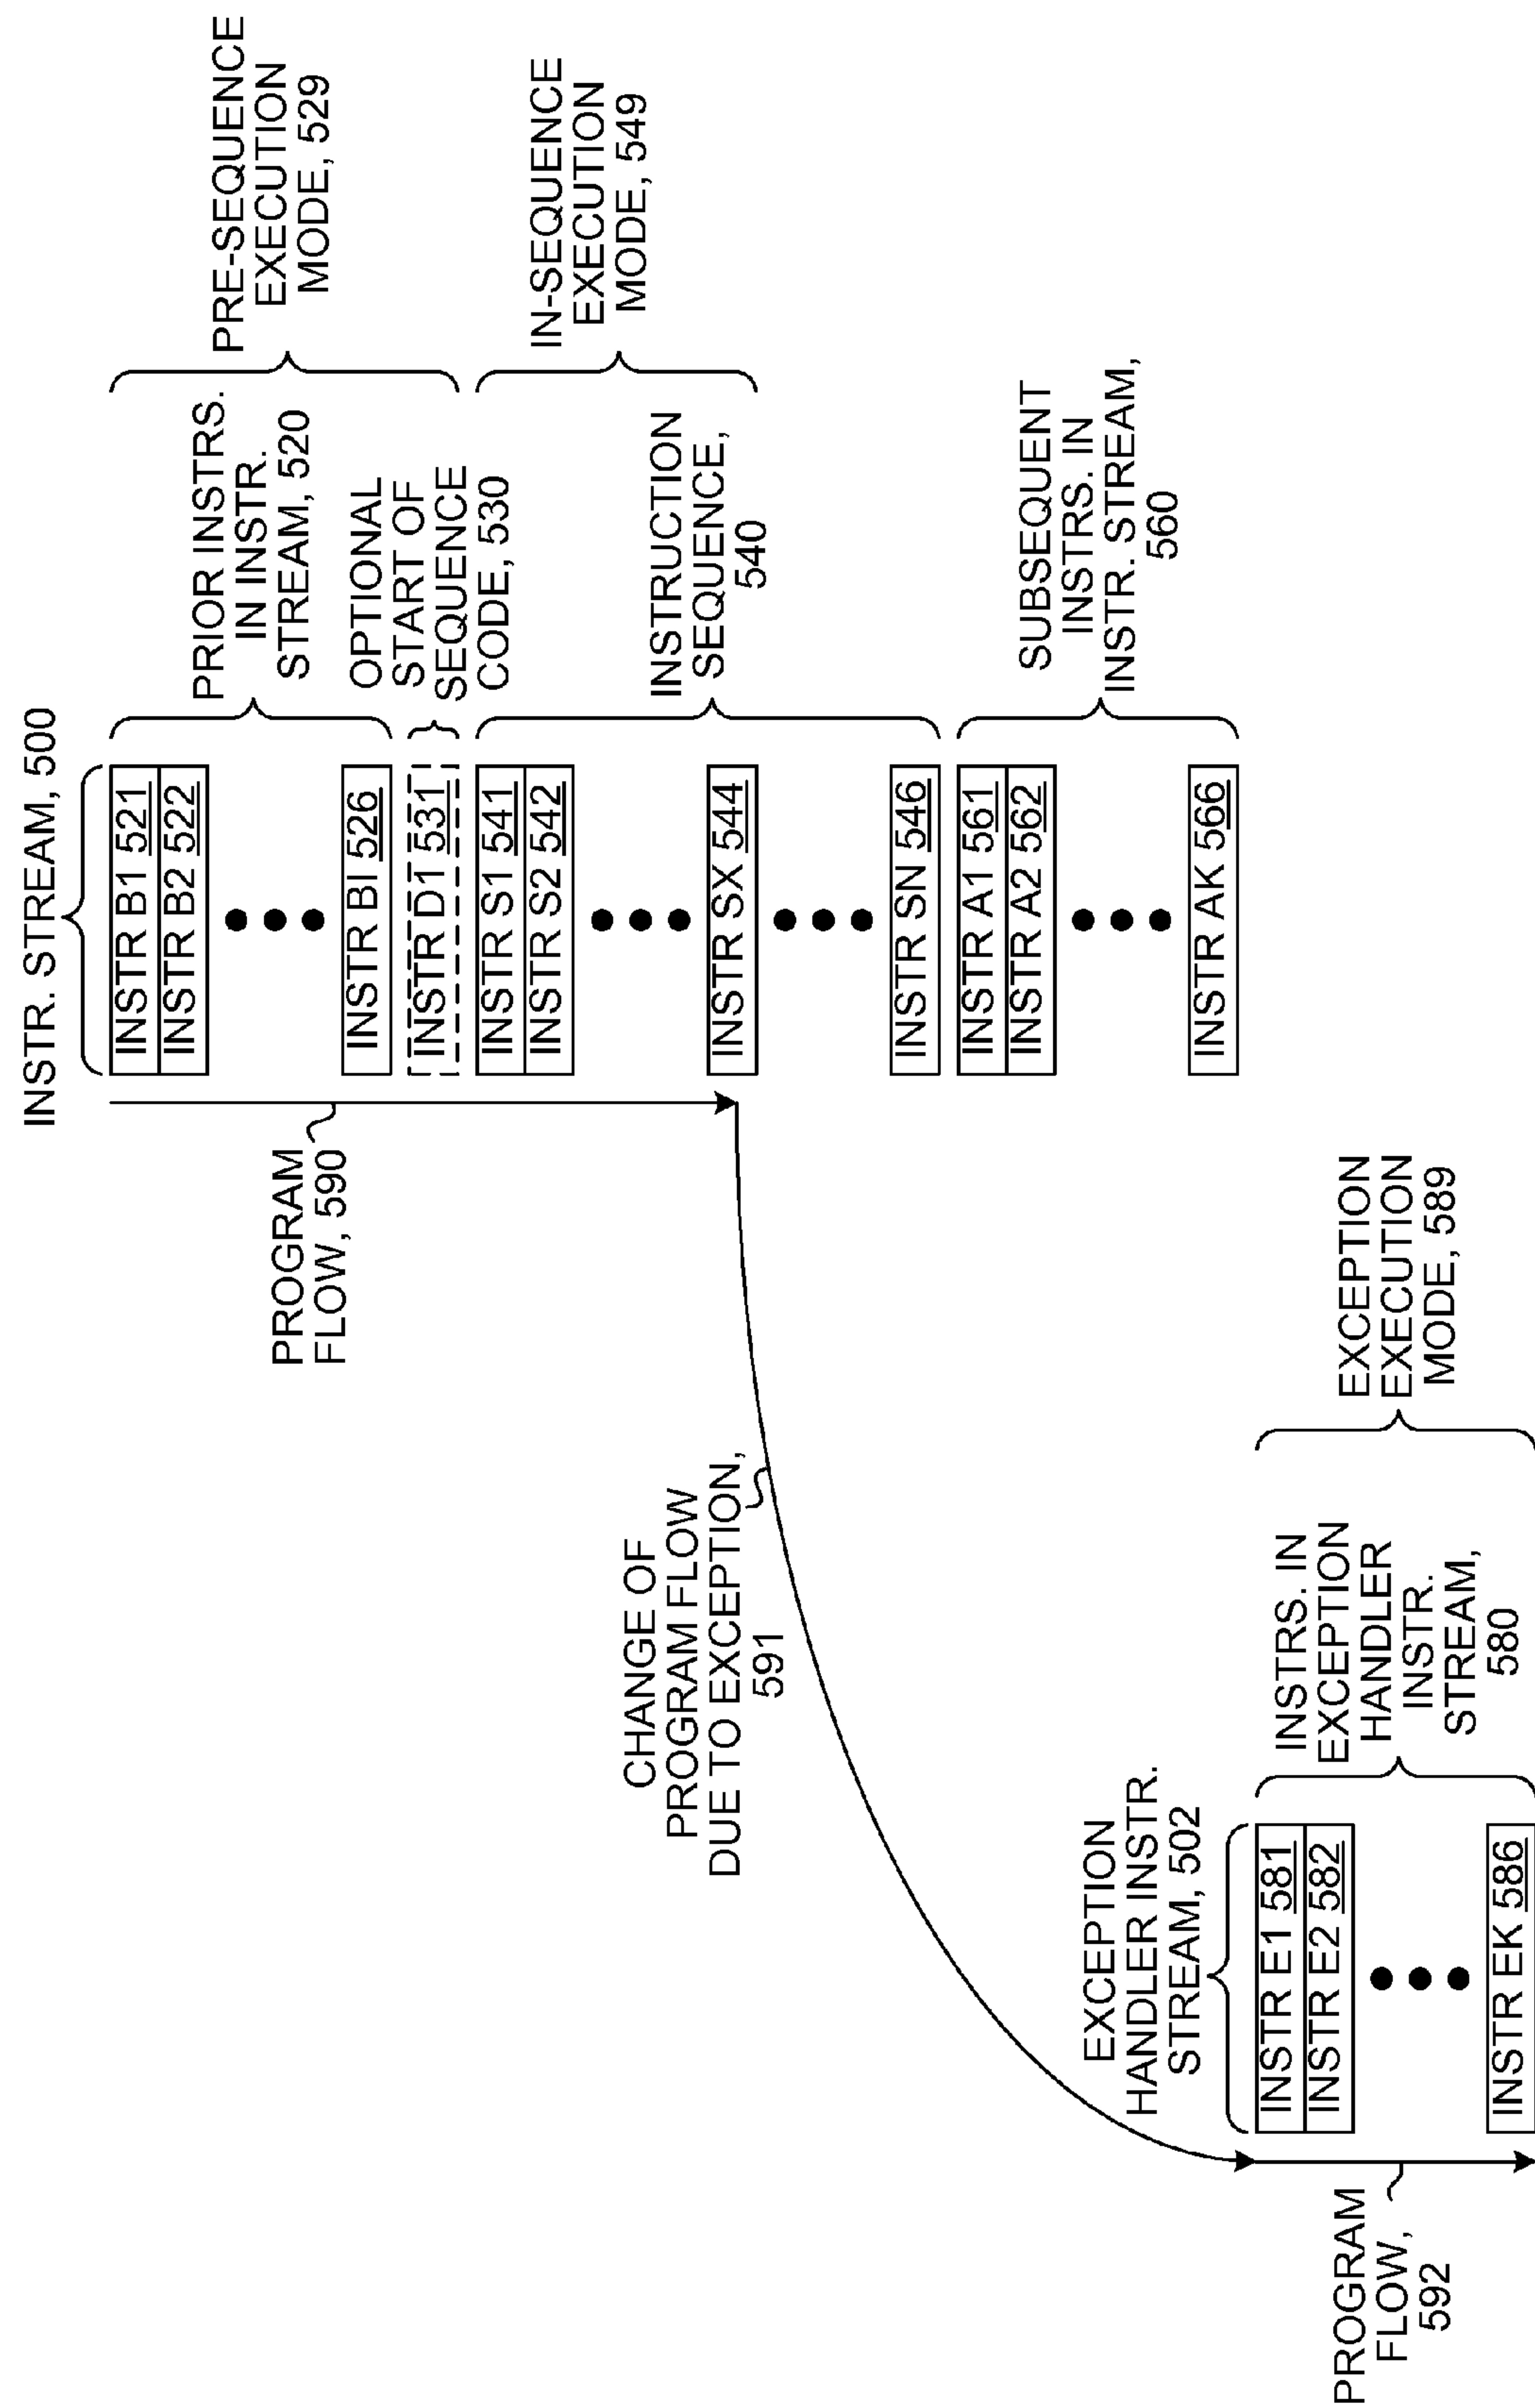 INSTR. STREAM, 500
INSTR B1 521
INSTR B2 522
INSTR BI 526
INSTR D1 531
INSTR S1 541
INSTR S2 542
INSTR SX 544
INSTR SN 546
INSTR A1 561
INSTR A2 562
INSTR AK 566
PRIOR INSTRS.
IN INSTR.
STREAM, 520
OPTIONAL
START OF
SEQUENCE
CODE, 530
INSTRUCTION
SEQUENCE,
540
SUBSEQUENT
INSTRS. IN
INSTR. STREAM,
560
PRE-SEQUENCE
EXECUTION
MODE, 529
IN-SEQUENCE
EXECUTION
MODE, 549
PROGRAM
FLOW, 590
CHANGE OF
PROGRAM FLOW
DUE TO EXCEPTION,
591
EXCEPTION
HANDLER INSTR.
STREAM, 502
INSTR E1 581
INSTR E2 582
INSTR EK 586
INSTRS. IN
EXCEPTION
HANDLER
INSTR.
STREAM,
580
EXCEPTION
EXECUTION
MODE, 589
PROGRAM
FLOW,
592